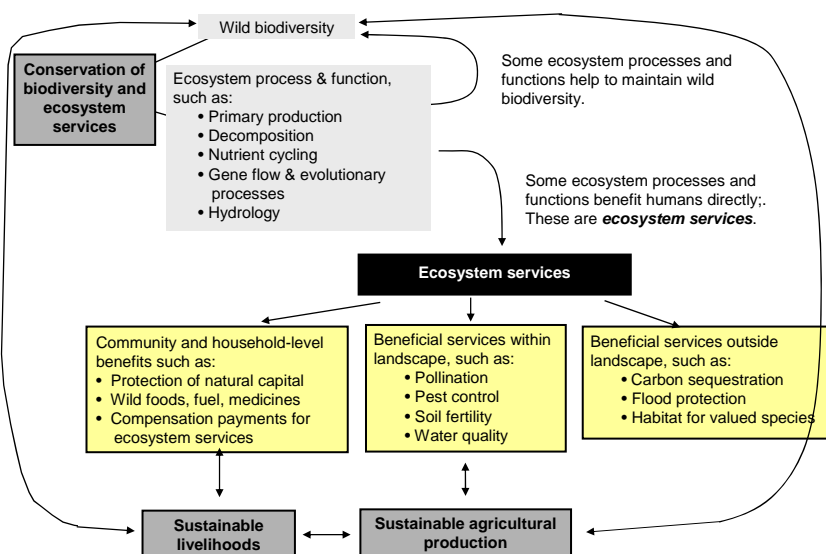 Wild biodiversity
Conservation of
biodiversity and
ecosystem
services
Ecosystem process & function,
such as:
• Primary production
• Decomposition
• Nutrient cycling
• Gene flow & evolutionary
processes
• Hydrology
Some ecosystem processes and
functions help to maintain wild
biodiversity.
Some ecosystem processes and
functions benefit humans directly;.
These are ecosystem services.
Ecosystem services
Community and household-level
benefits such as:
• Protection of natural capital
• Wild foods, fuel, medicines
• Compensation payments for
ecosystem services
Beneficial services within
landscape, such as:
• Pollination
• Pest control
• Soil fertility
• Water quality
Beneficial services outside
landscape, such as:
• Carbon sequestration
• Flood protection
• Habitat for valued species
Sustainable
livelihoods
Sustainable agricultural
production